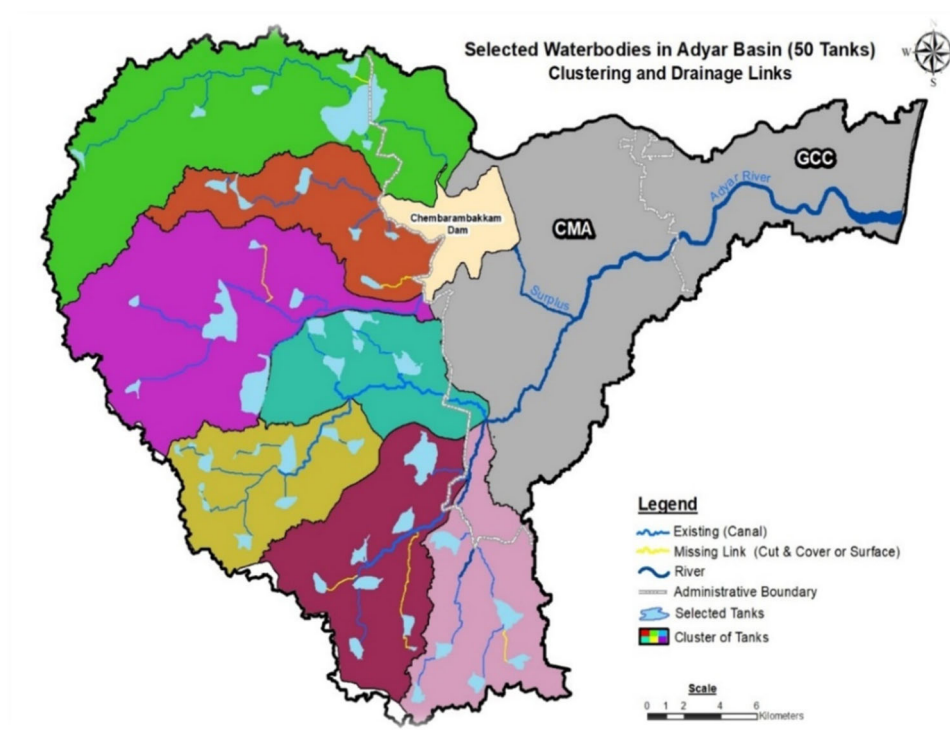 Selected Waterbodies in Adyar Basin (50 Tanks)
Clustering and Drainage Links
N
W
S
GCC
Adyar River
Chembarambakkam
Dam
CMA
Surplus
Legend
Existing (Canal)
Missing Link (Cut & Cover or Surface)
River
Administrative Boundary
Selected Tanks
Cluster of Tanks
Scale
0 1 2 4 6
Kilometers